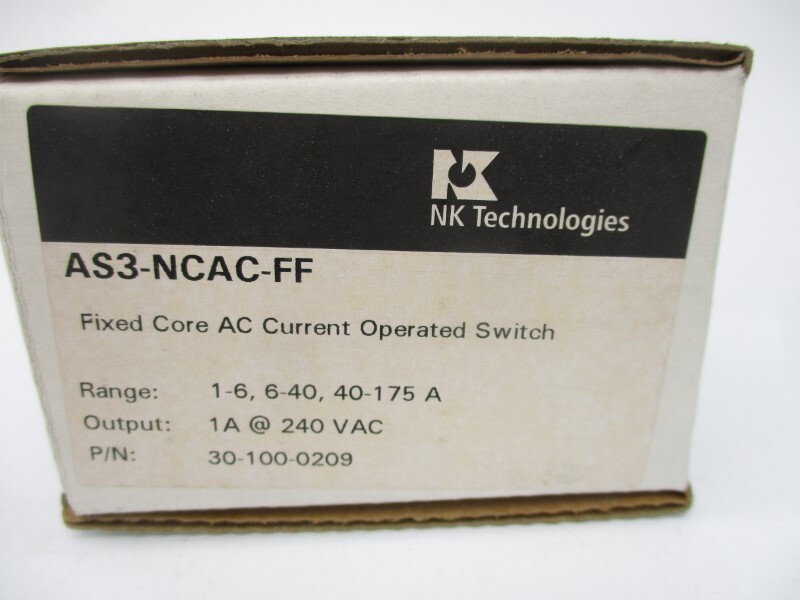 NK
NK Technologies
AS3-NCAC-FF
Fixed Core AC Current Operated Switch
Range: 1-6, 6-40, 40-175 A
Output: 1A @ 240 VAC
P/N: 30-100-0209